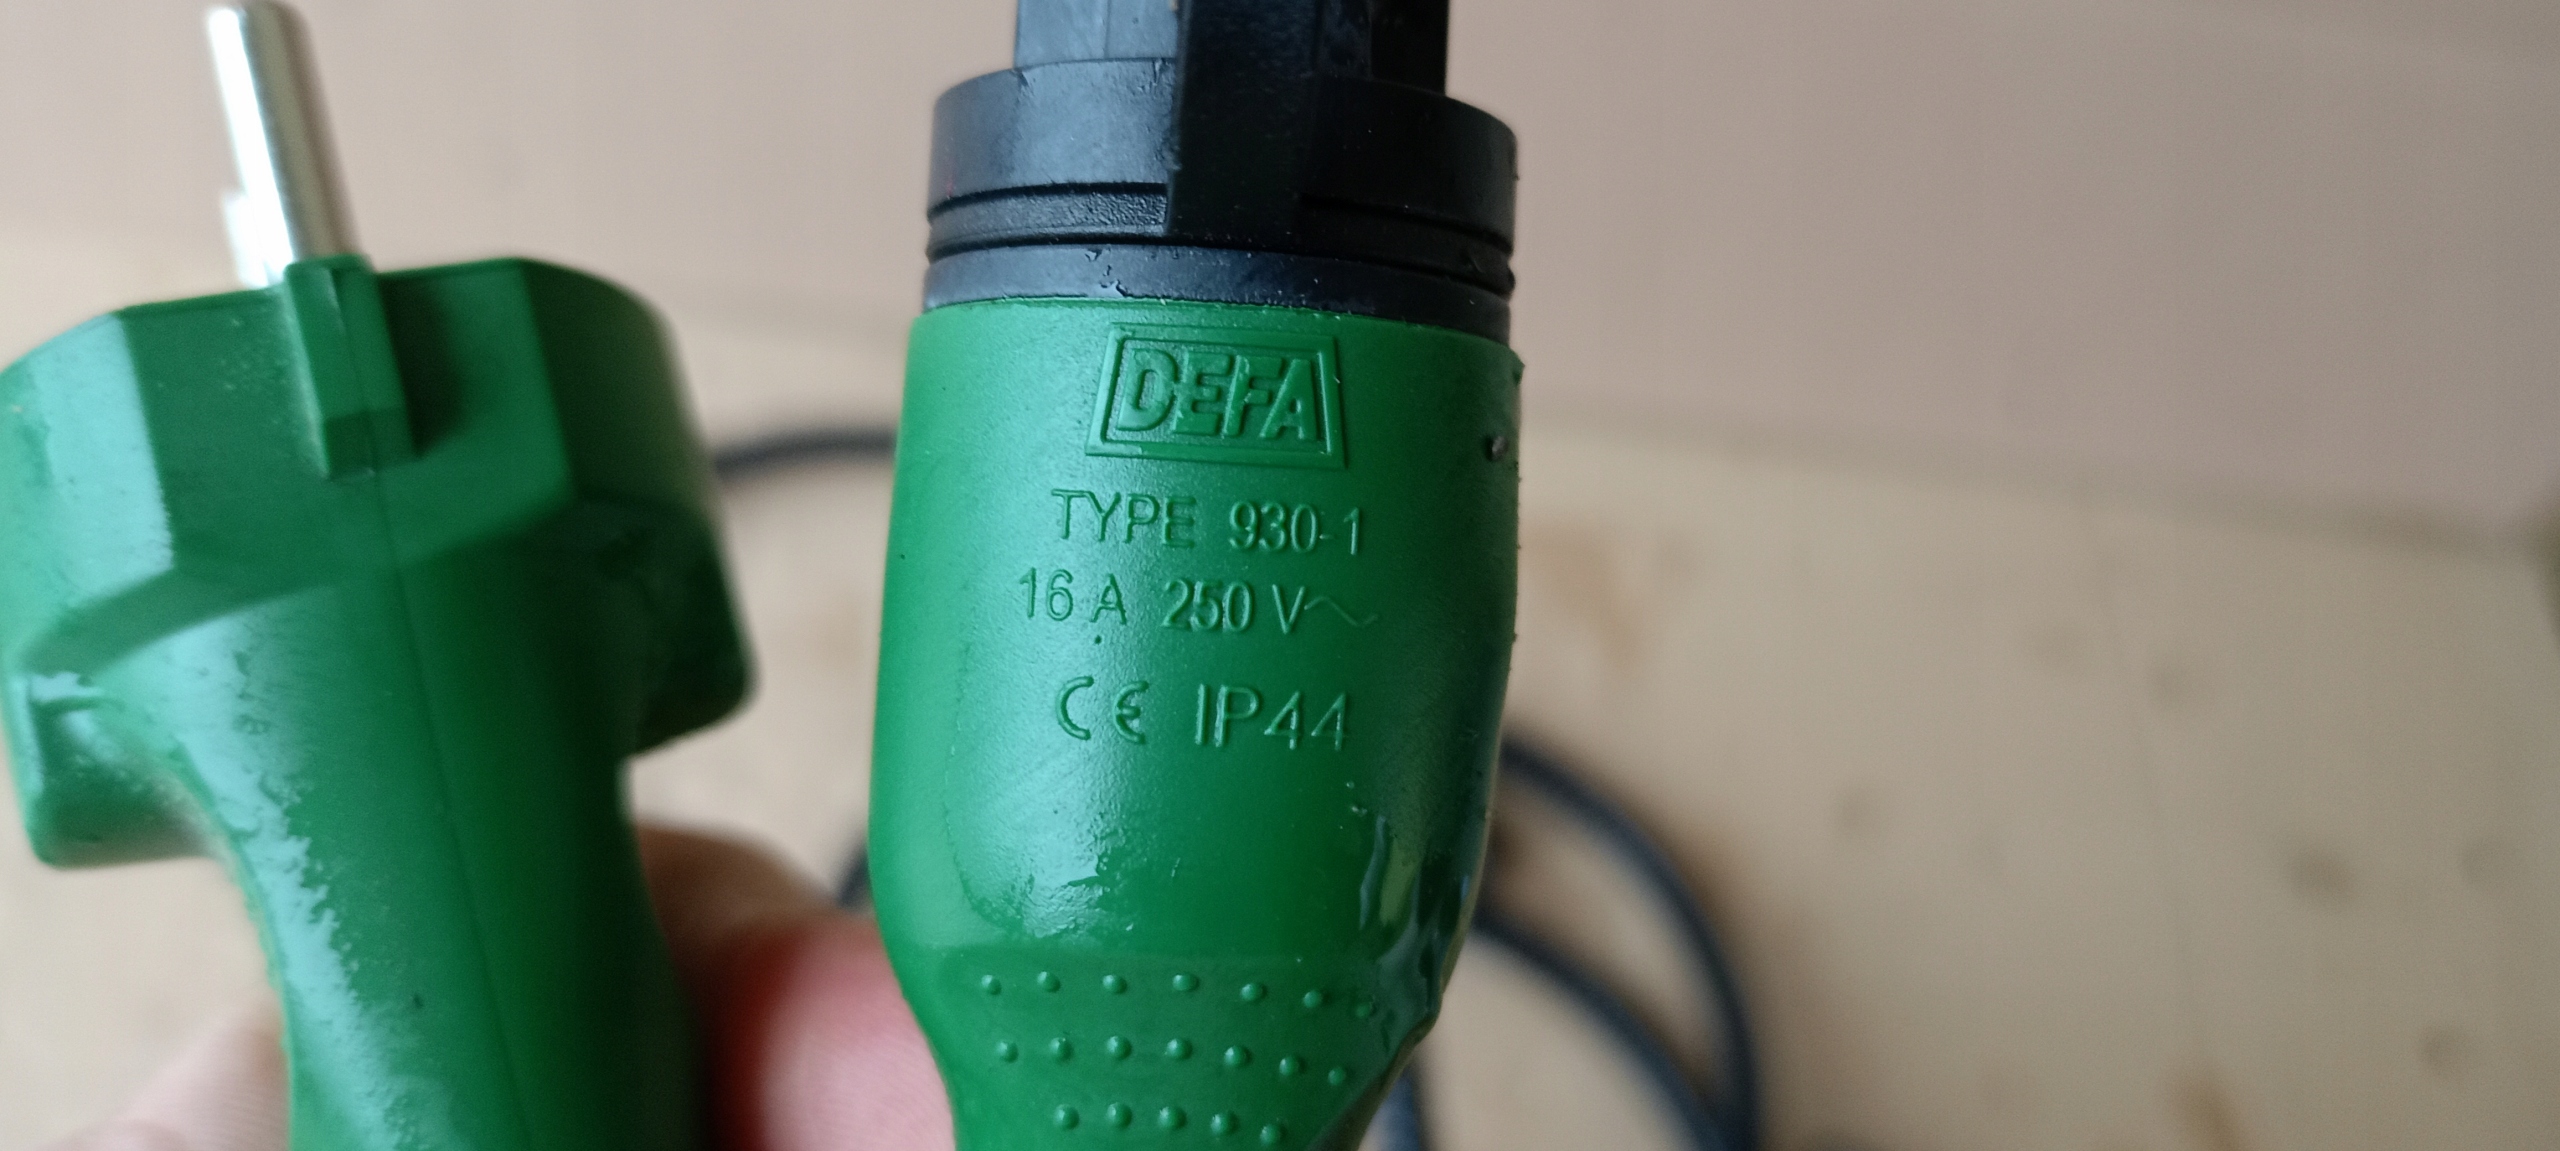 DEFA
TYPE 930-1
16 A 250 V~
CE IP44